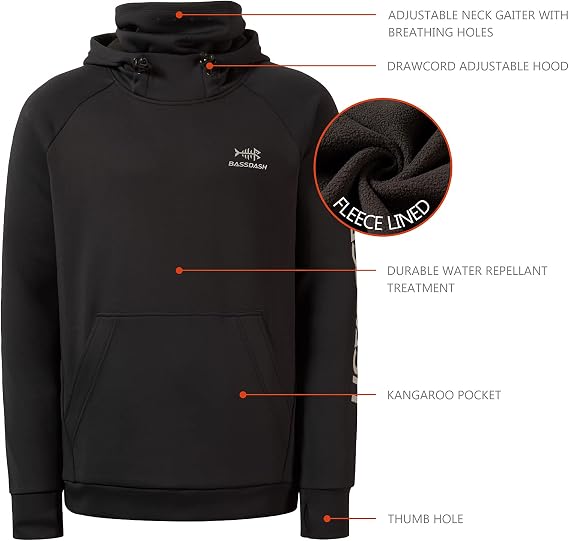 ADJUSTABLE NECK GAITER WITH
BREATHING HOLES
DRAWCORD ADJUSTABLE HOOD
BASSDASH
FLEECE LINED
DURABLE WATER REPELLANT
TREATMENT
KANGAROO POCKET
THUMB HOLE